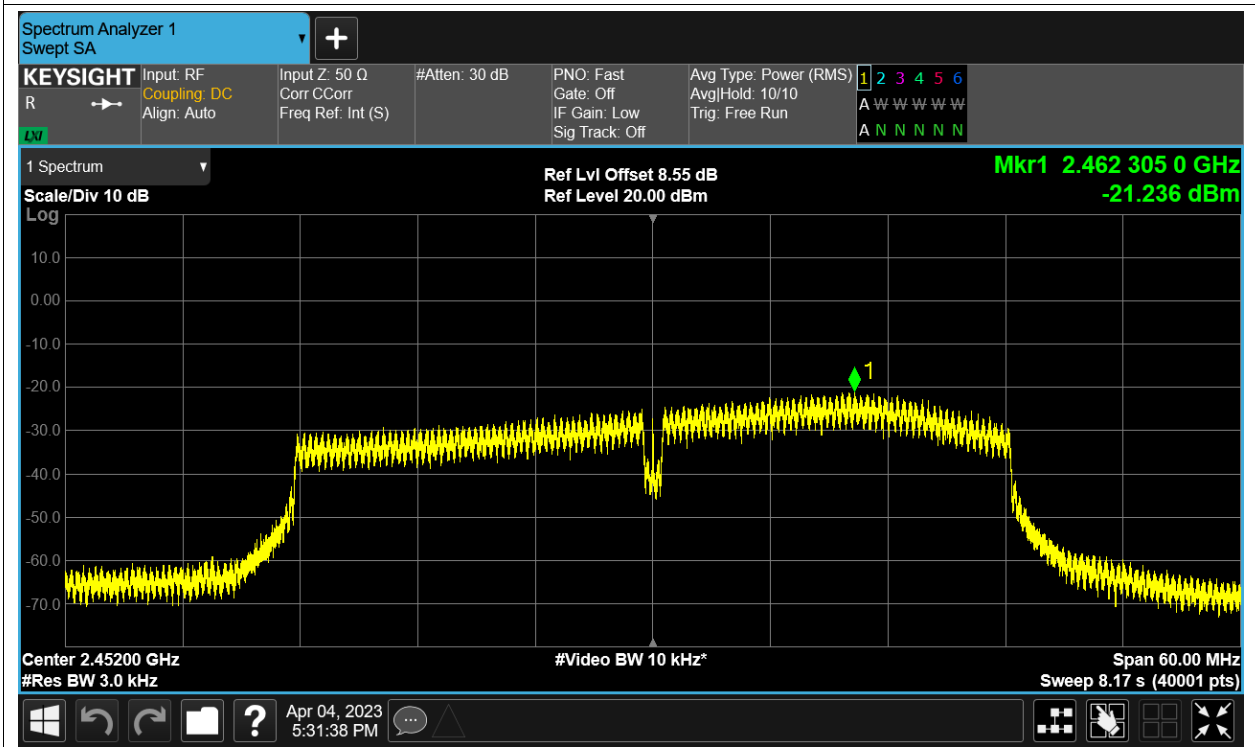 Spectrum Analyzer 1
Swept SA
+
KEYSIGHT
R
LXI
Input: RF
Coupling: DC
Align: Auto
Input Z: 50 Ω
Corr CCorr
Freq Ref: Int (S)
#Atten: 30 dB
PNO: Fast
Gate: Off
IF Gain: Low
Sig Track: Off
Avg Type: Power (RMS)
Avg|Hold: 10/10
Trig: Free Run
1 2 3 4 5 6
A W W W W W
A N N N N N
1 Spectrum
Scale/Div 10 dB
Log
Ref Lvl Offset 8.55 dB
Ref Level 20.00 dBm
Mkr1 2.462 305 0 GHz
-21.236 dBm
10.0
0.00
-10.0
-20.0
-30.0
-40.0
-50.0
-60.0
-70.0
1
Center 2.45200 GHz
#Video BW 10 kHz*
Span 60.00 MHz
#Res BW 3.0 kHz
Sweep 8.17 s (40001 pts)
?
Apr 04, 2023
5:31:38 PM